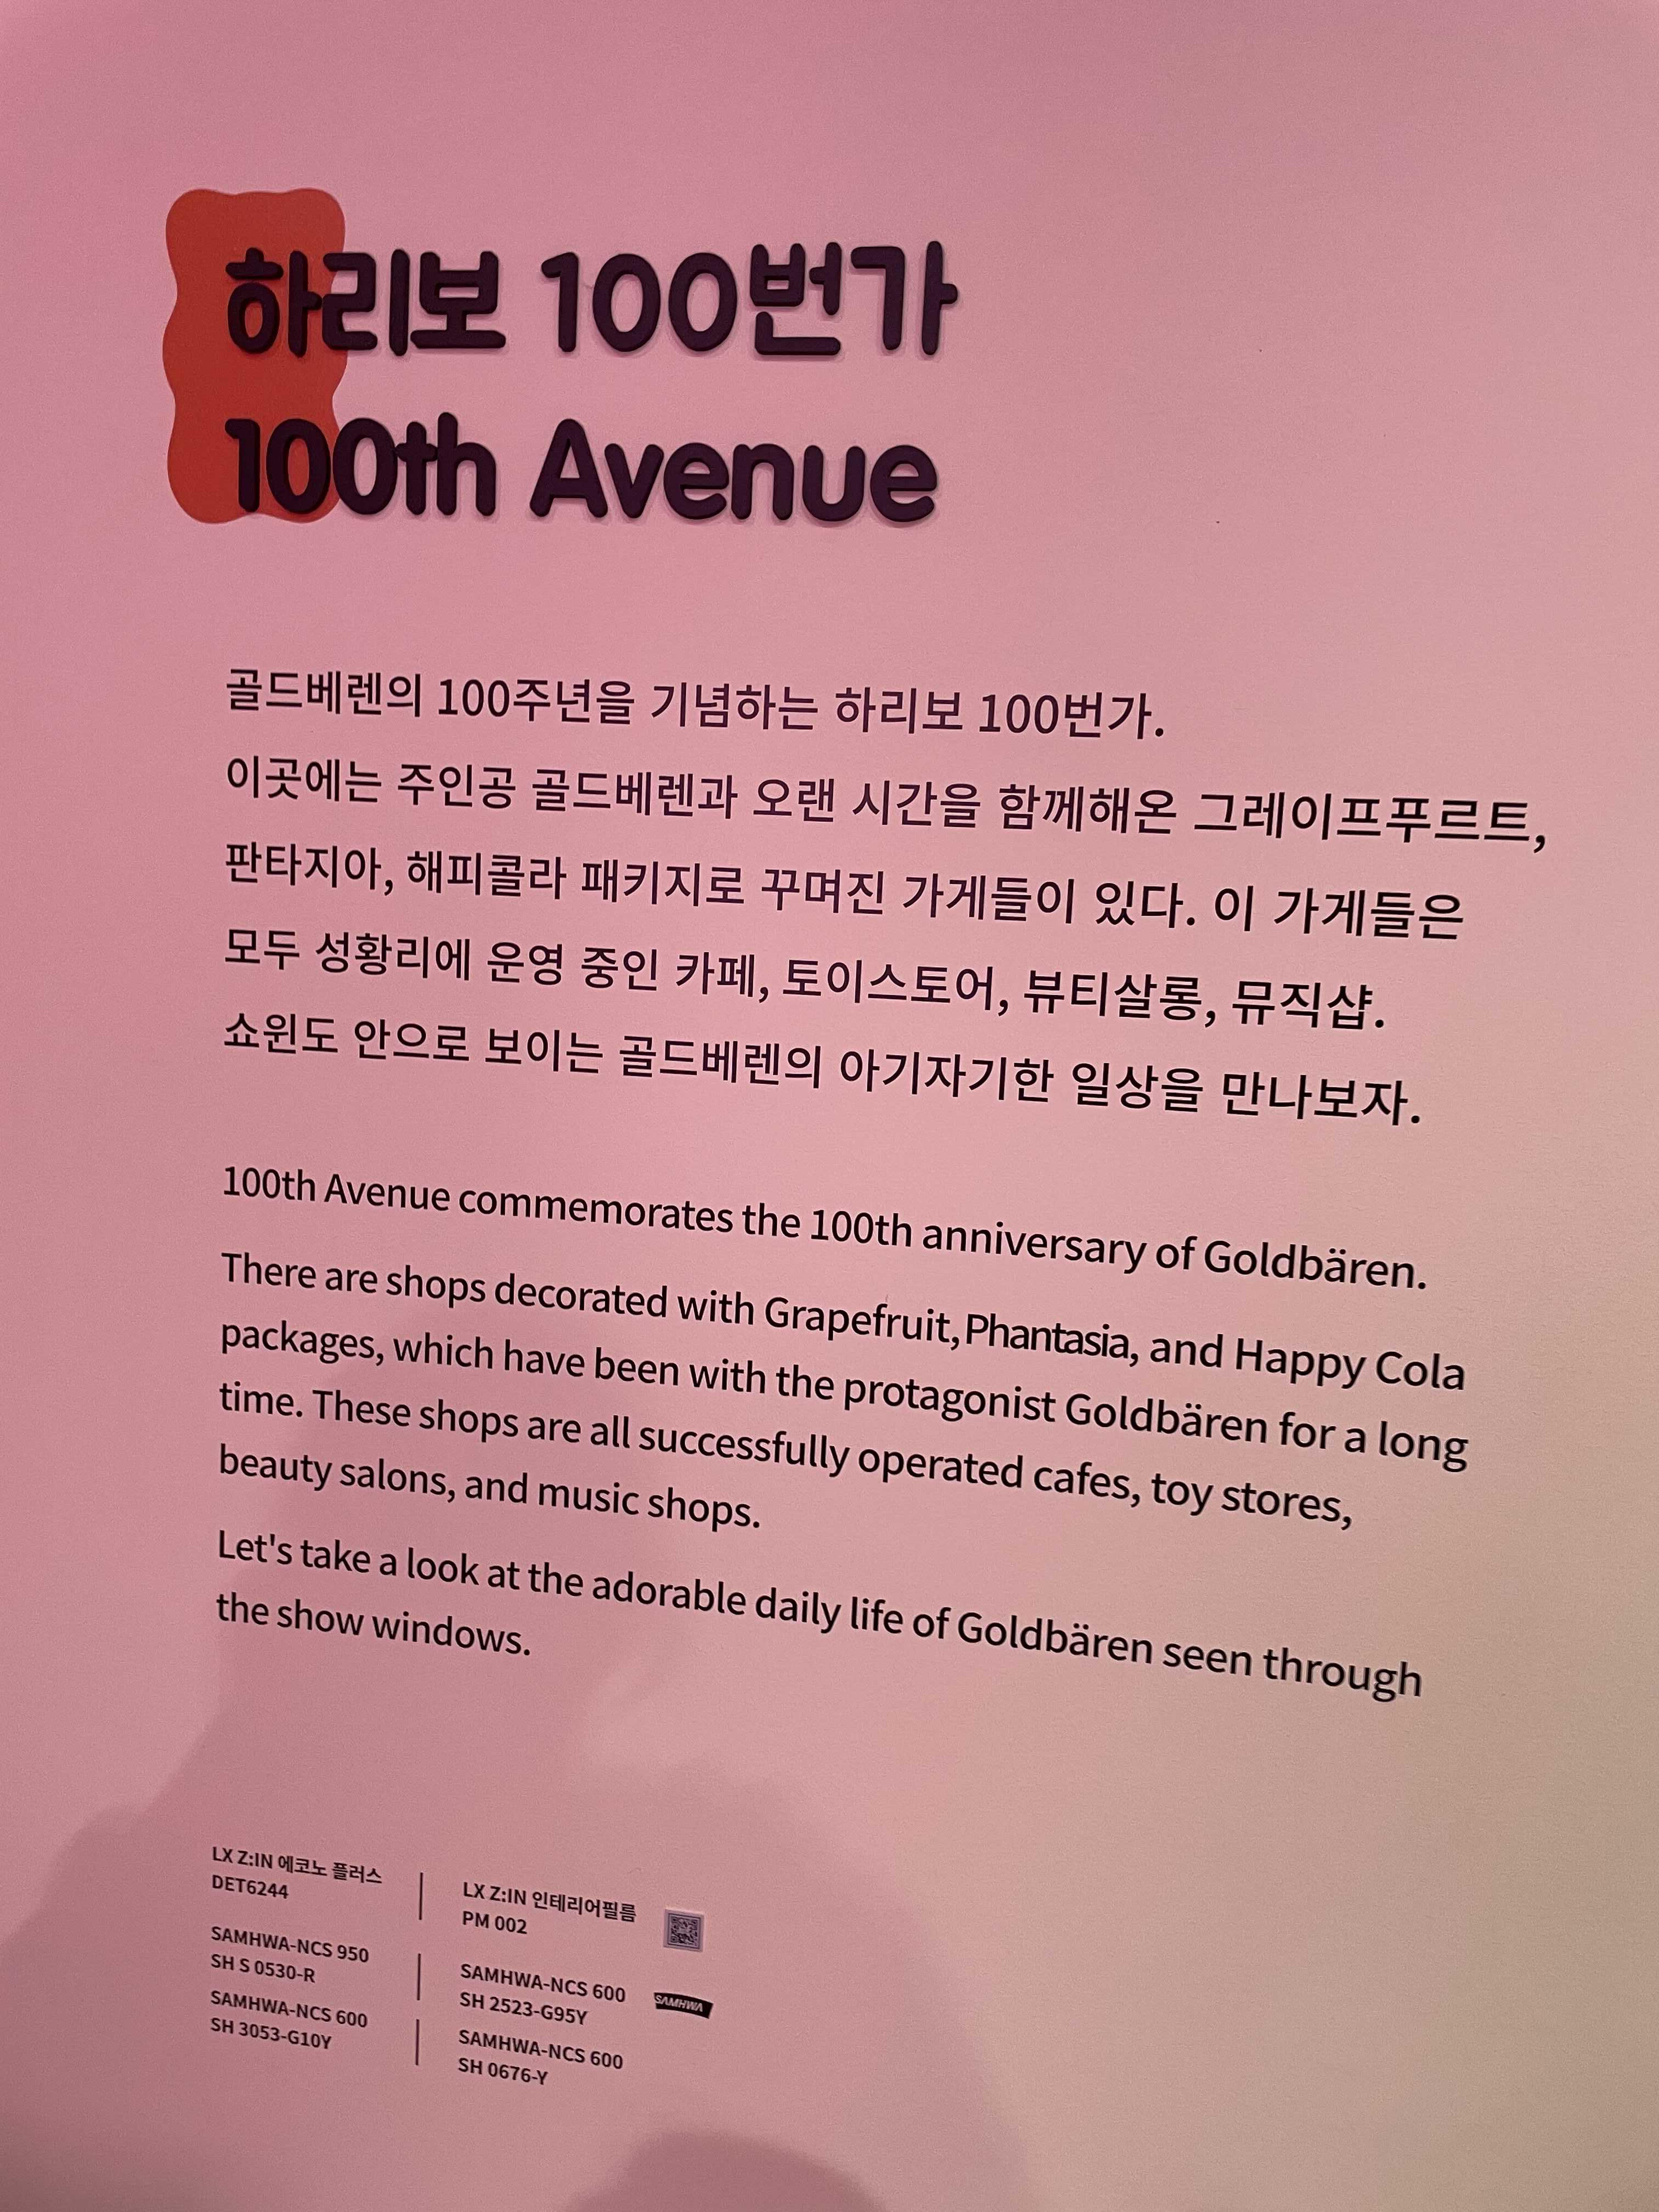 하리보 100번가
100th Avenue
골드베렌의 100주년을 기념하는 하리보 100번가.
이곳에는 주인공 골드베렌과 오랜 시간을 함께해온 그레이프푸르트,
판타지아, 해피콜라 패키지로 꾸며진 가게들이 있다. 이 가게들은
모두 성황리에 운영 중인 카페, 토이스토어, 뷰티살롱, 뮤직샵.
쇼윈도 안으로 보이는 골드베렌의 아기자기한 일상을 만나보자.
100th Avenue commemorates the 100th anniversary of Goldbären.
There are shops decorated with Grapefruit, Phantasia, and Happy Cola
packages, which have been with the protagonist Goldbären for a long
time. These shops are all successfully operated cafes, toy stores,
beauty salons, and music shops.
Let's take a look at the adorable daily life of Goldbären seen through
the show windows.
LX Z:IN 에코노 플러스
DET6244
LX Z:IN 인테리어필름
PM 002
SAMHWA-NCS 950
SH S 0530-R
SAMHWA-NCS 600
SH 2523-G95Y
SAMHWA
SAMHWA-NCS 600
SH 3053-G10Y
SAMHWA-NCS 600
SH 0676-Y